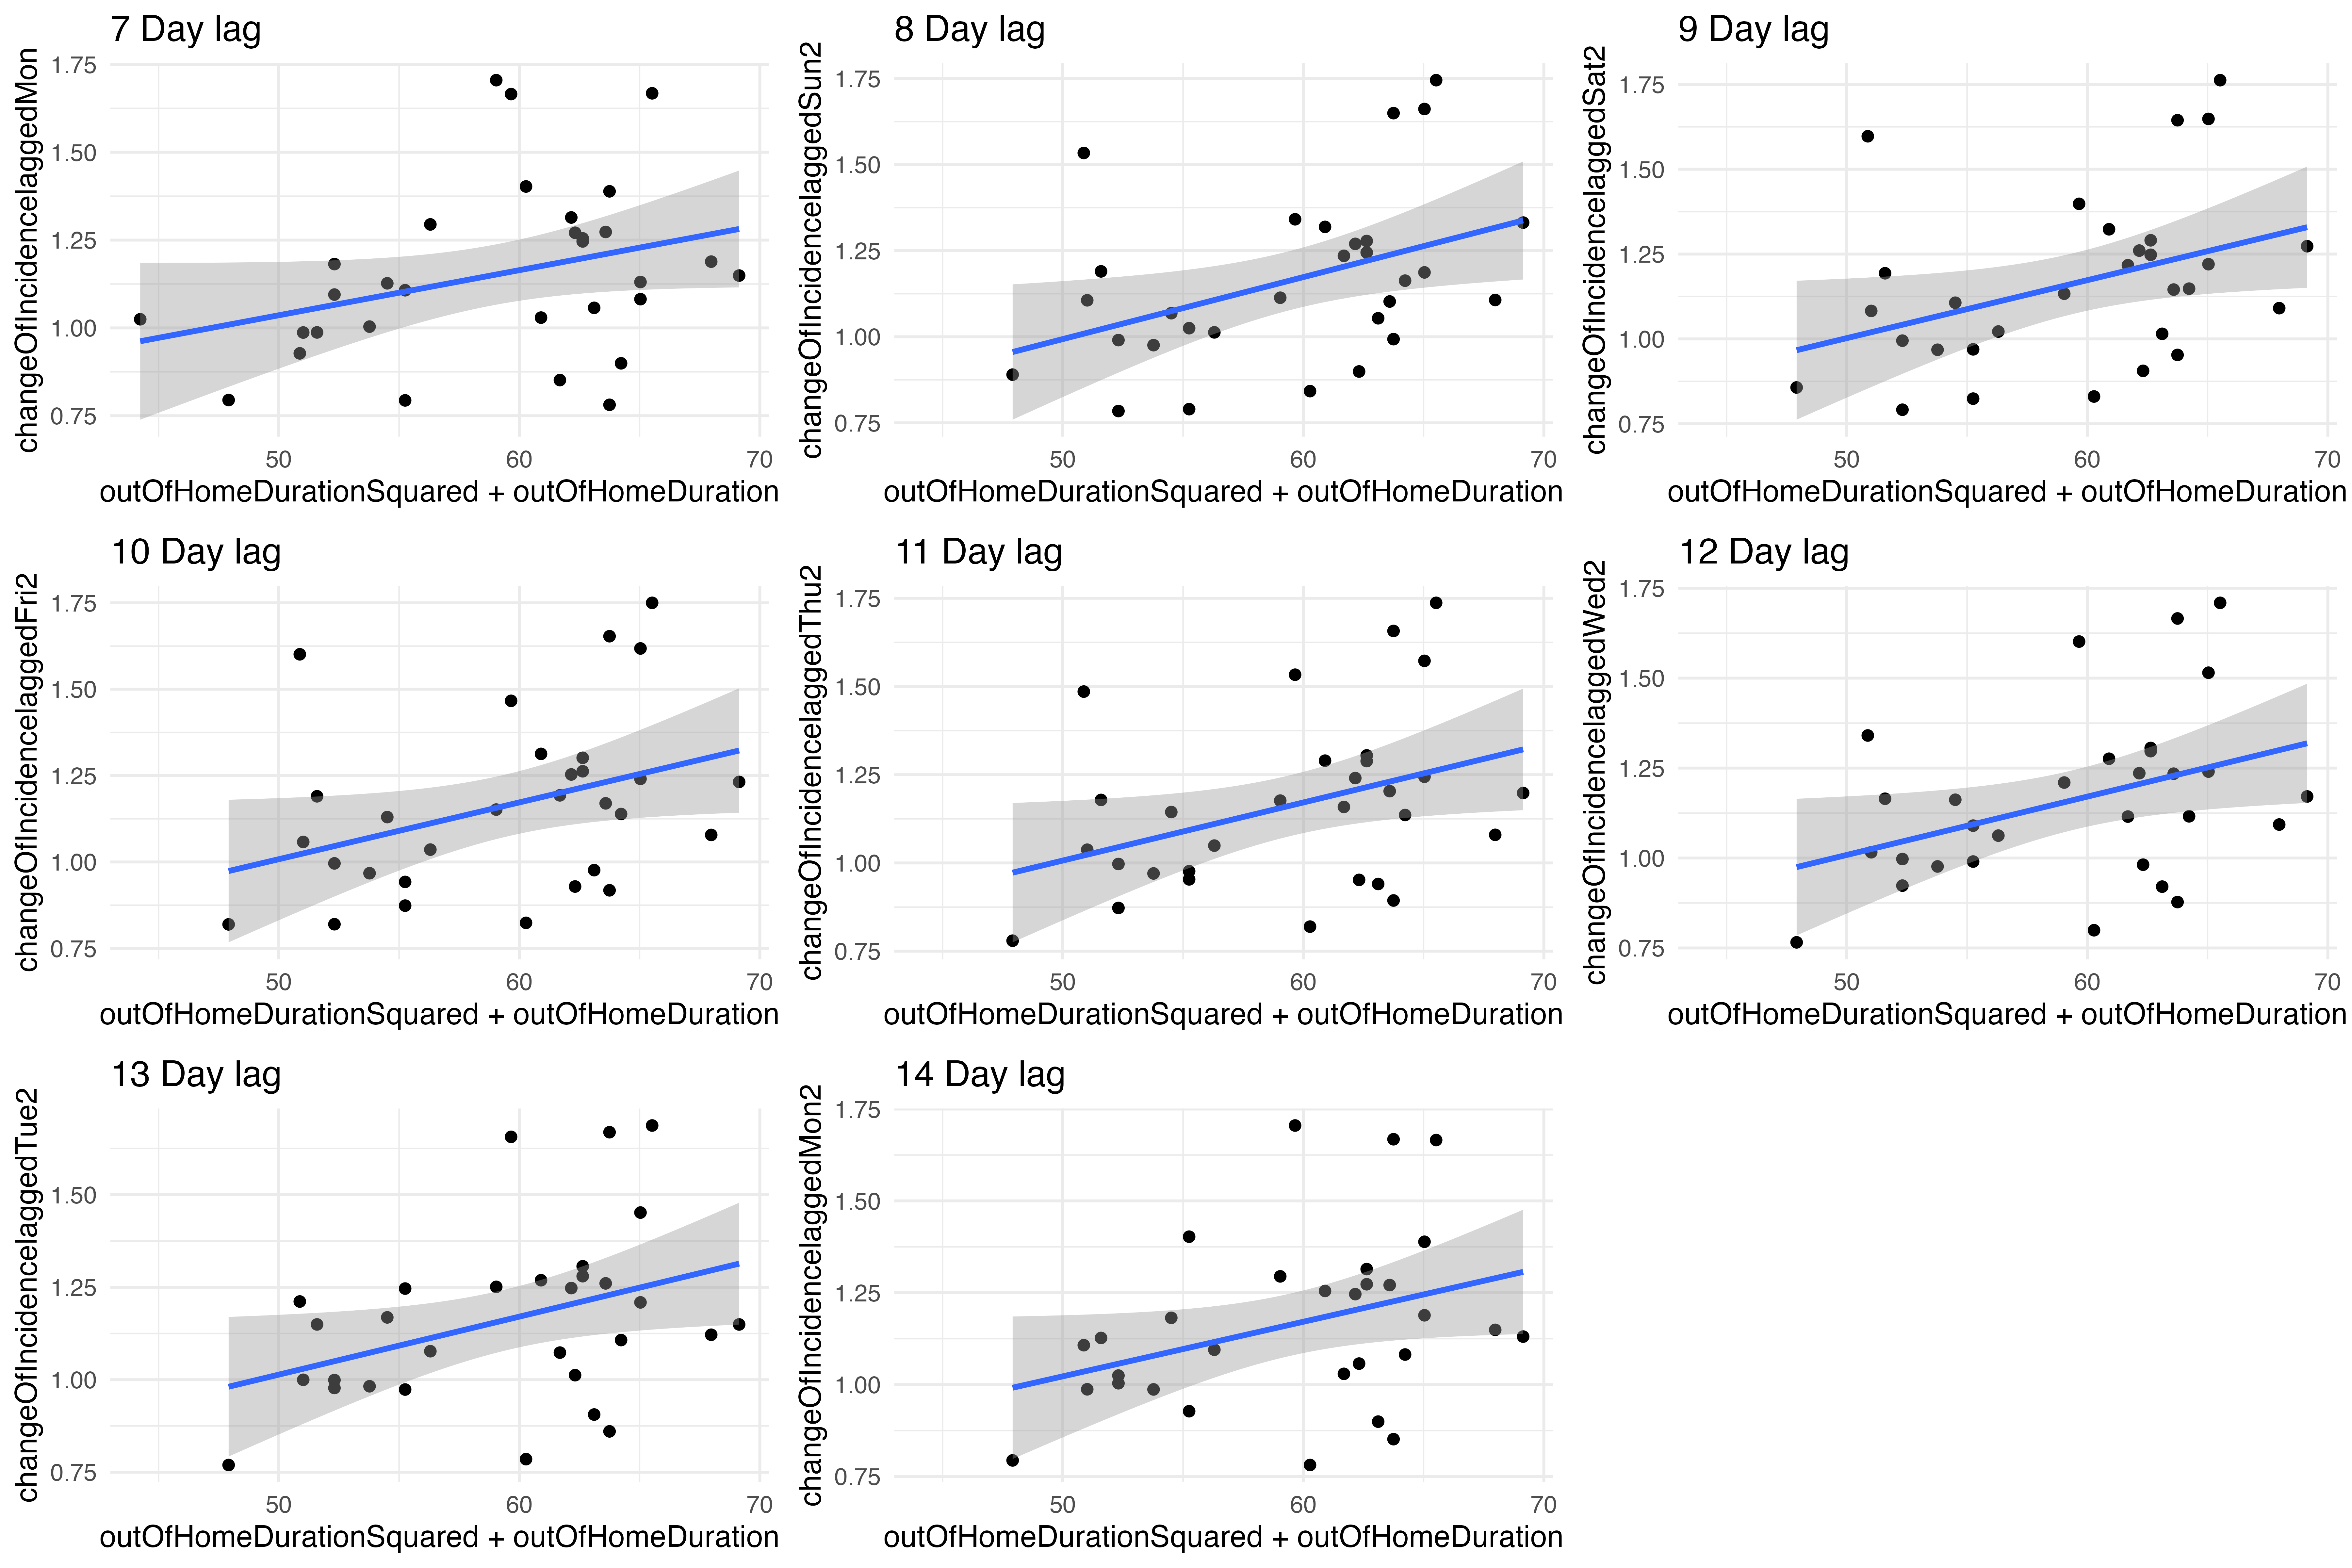 7 Day lag
changeOfIncidencelaggedMon
1.75
1.50
1.25
1.00
0.75
50 60 70
outOfHomeDurationSquared + outOfHomeDuration
8 Day lag
changeOfIncidencelaggedSun2
1.75
1.50
1.25
1.00
0.75
50 60 70
outOfHomeDurationSquared + outOfHomeDuration
9 Day lag
changeOfIncidencelaggedSat2
1.75
1.50
1.25
1.00
0.75
50 60 70
outOfHomeDurationSquared + outOfHomeDuration
10 Day lag
changeOfIncidencelaggedFri2
1.75
1.50
1.25
1.00
0.75
50 60 70
outOfHomeDurationSquared + outOfHomeDuration
11 Day lag
changeOfIncidencelaggedThu2
1.75
1.50
1.25
1.00
0.75
50 60 70
outOfHomeDurationSquared + outOfHomeDuration
12 Day lag
changeOfIncidencelaggedWed2
1.75
1.50
1.25
1.00
0.75
50 60 70
outOfHomeDurationSquared + outOfHomeDuration
13 Day lag
changeOfIncidencelaggedTue2
1.50
1.25
1.00
0.75
50 60 70
outOfHomeDurationSquared + outOfHomeDuration
14 Day lag
changeOfIncidencelaggedMon2
1.75
1.50
1.25
1.00
0.75
50 60 70
outOfHomeDurationSquared + outOfHomeDuration